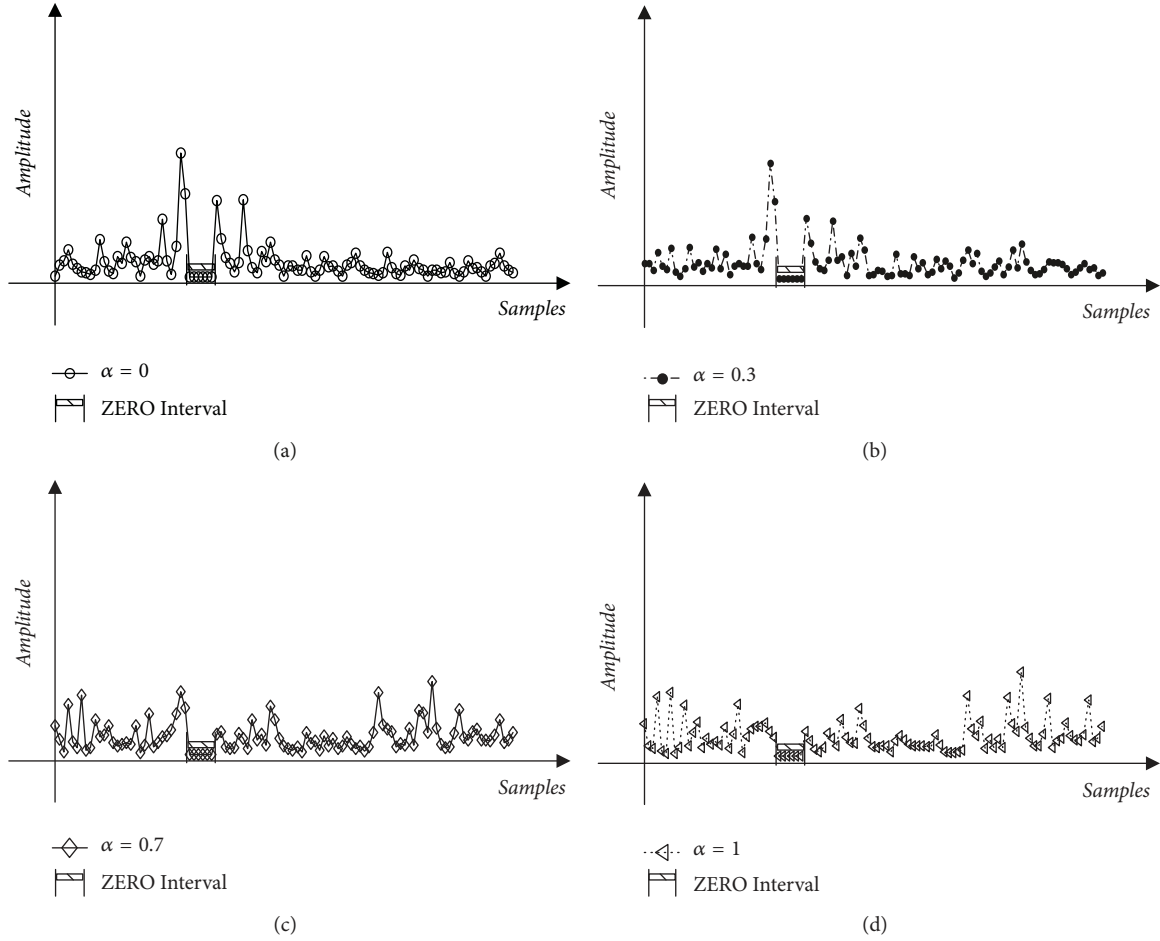 Amplitude
Samples
α = 0
ZERO Interval
(a)
Amplitude
Samples
α = 0.3
ZERO Interval
(b)
Amplitude
Samples
α = 0.7
ZERO Interval
(c)
Amplitude
Samples
α = 1
ZERO Interval
(d)